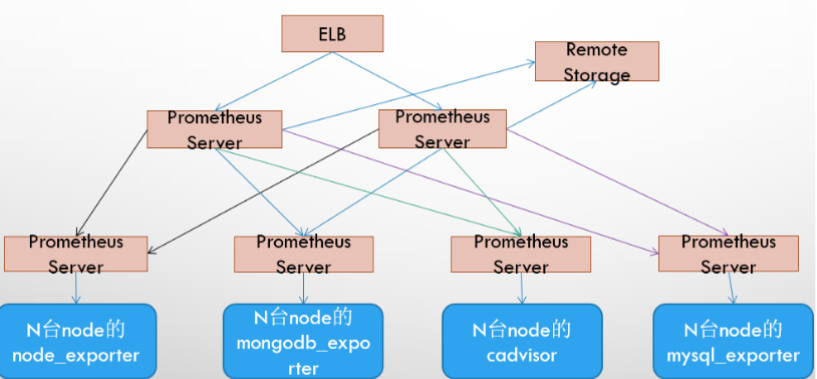 ELB
Remote
Storage
Prometheus
Server
Prometheus
Server
Prometheus
Server
Prometheus
Server
Prometheus
Server
Prometheus
Server
N台node的
node_exporter
N台node的
mongodb_expo
rter
N台node的
cadvisor
N台node的
mysql_exporter